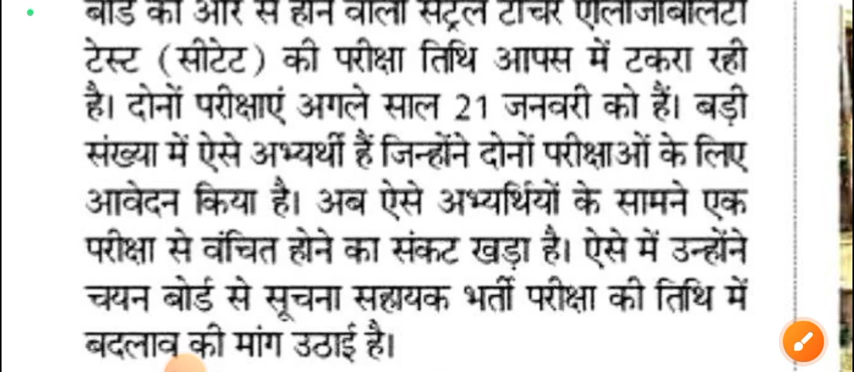 बोर्ड की ओर से होने वाली सेंट्रल टीचर एलिजिबिलिटी
टेस्ट (सीटेट) की परीक्षा तिथि आपस में टकरा रही
है। दोनों परीक्षाएं अगले साल 21 जनवरी को हैं। बड़ी
संख्या में ऐसे अभ्यर्थी हैं जिन्होंने दोनों परीक्षाओं के लिए
आवेदन किया है। अब ऐसे अभ्यर्थियों के सामने एक
परीक्षा से वंचित होने का संकट खड़ा है। ऐसे में उन्होंने
चयन बोर्ड से सूचना सहायक भर्ती परीक्षा की तिथि में
बदलाव की मांग उठाई है।